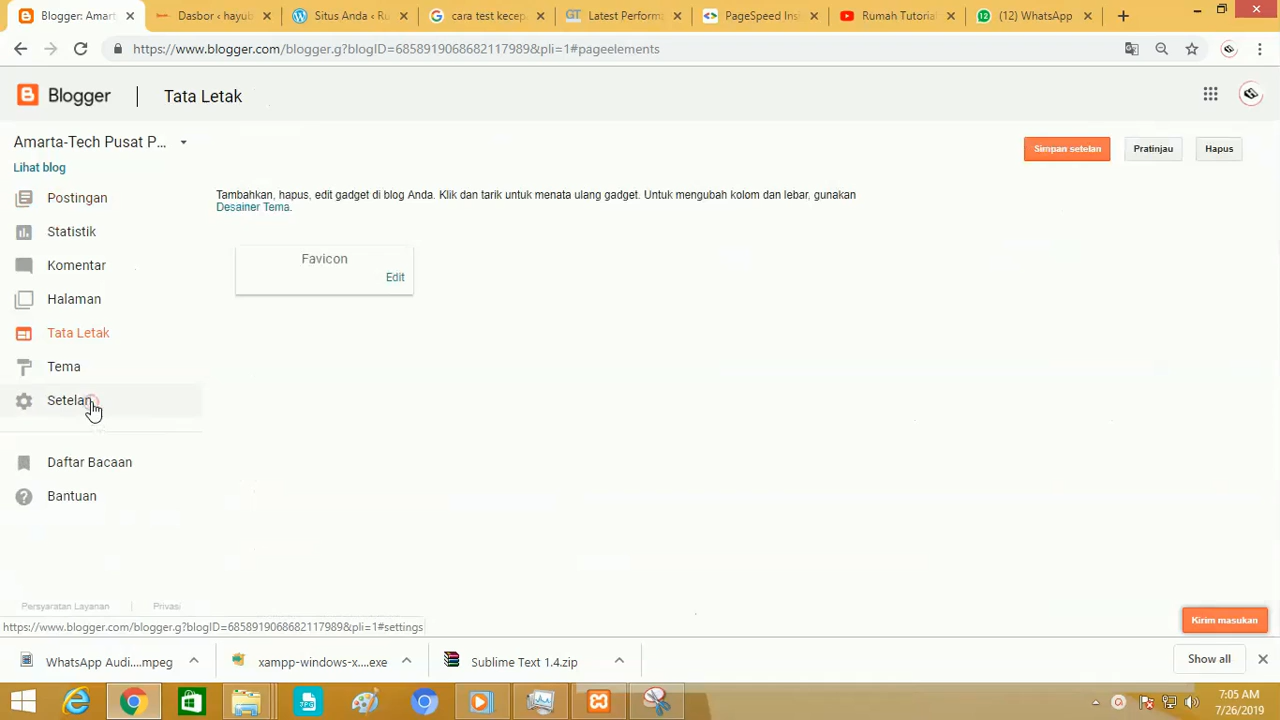 Blogger: Amart
Dasbor ‹ hayub
Situs Anda ‹ Ru
cara test kecep
Latest Performa
PageSpeed Insi
Rumah Tutorial
(12) WhatsApp
https://www.blogger.com/blogger.g?blogID=6858919068682117989&pli=1#pageelements
Blogger
Tata Letak
Amarta-Tech Pusat P...
Lihat blog
Simpan setelan
Pratinjau
Hapus
Postingan
Statistik
Komentar
Halaman
Tata Letak
Tema
Setelan
Daftar Bacaan
Bantuan
Tambahkan, hapus, edit gadget di blog Anda. Klik dan tarik untuk menata ulang gadget. Untuk mengubah kolom dan lebar, gunakan
Desainer Tema.
Favicon
Edit
Persyaratan Layanan
Privasi
https://www.blogger.com/blogger.g?blogID=6858919068682117989&pli=1#settings
Kirim masukan
WhatsApp Audi....mpeg
xampp-windows-x....exe
Sublime Text 1.4.zip
Show all
7:05 AM
7/26/2019